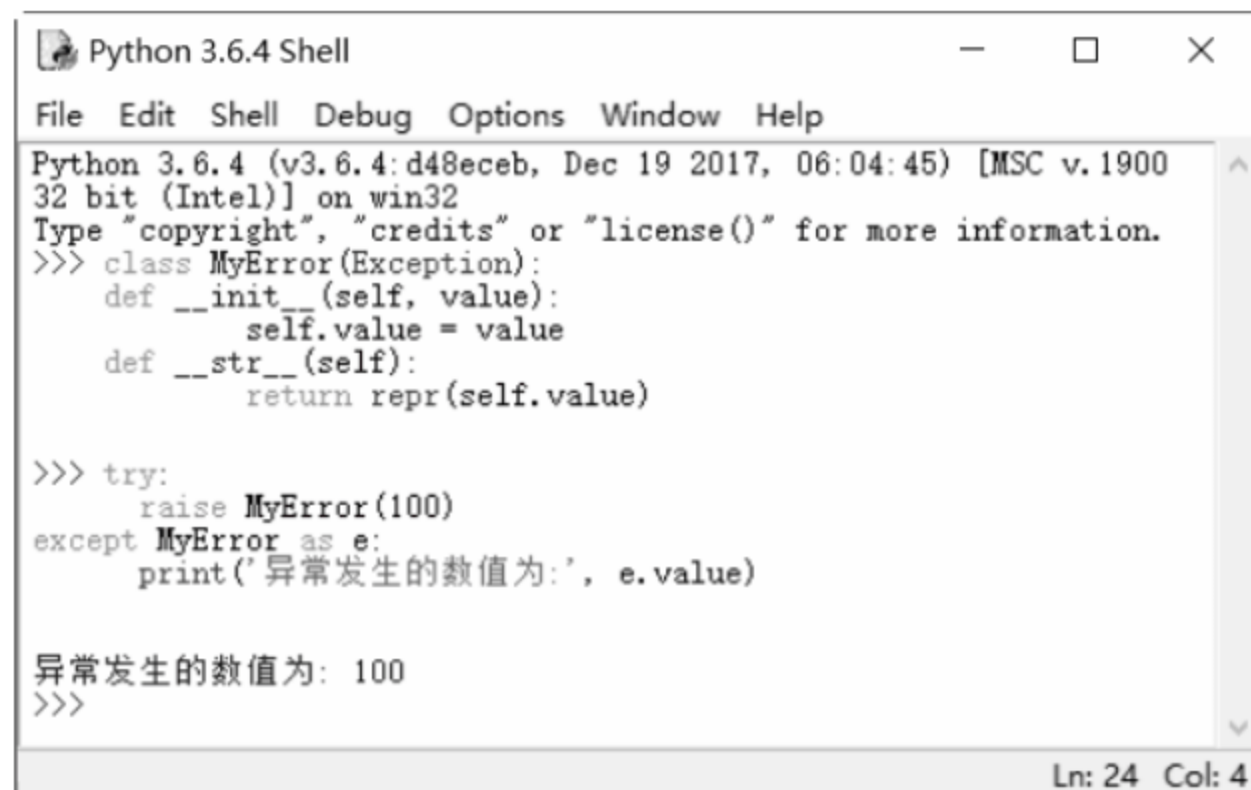 Python 3.6.4 Shell
File Edit Shell Debug Options Window Help
Python 3.6.4 (v3.6.4:d48eceb, Dec 19 2017, 06:04:45) [MSC v.1900
32 bit (Intel)] on win32
Type "copyright", "credits" or "license()" for more information.
>>> class MyError(Exception):
    def __init__(self, value):
            self.value = value
    def __str__(self):
            return repr(self.value)
>>> try:
      raise MyError(100)
except MyError as e:
      print('异常发生的数值为:', e.value)
异常发生的数值为: 100
>>>
Ln: 24 Col: 4